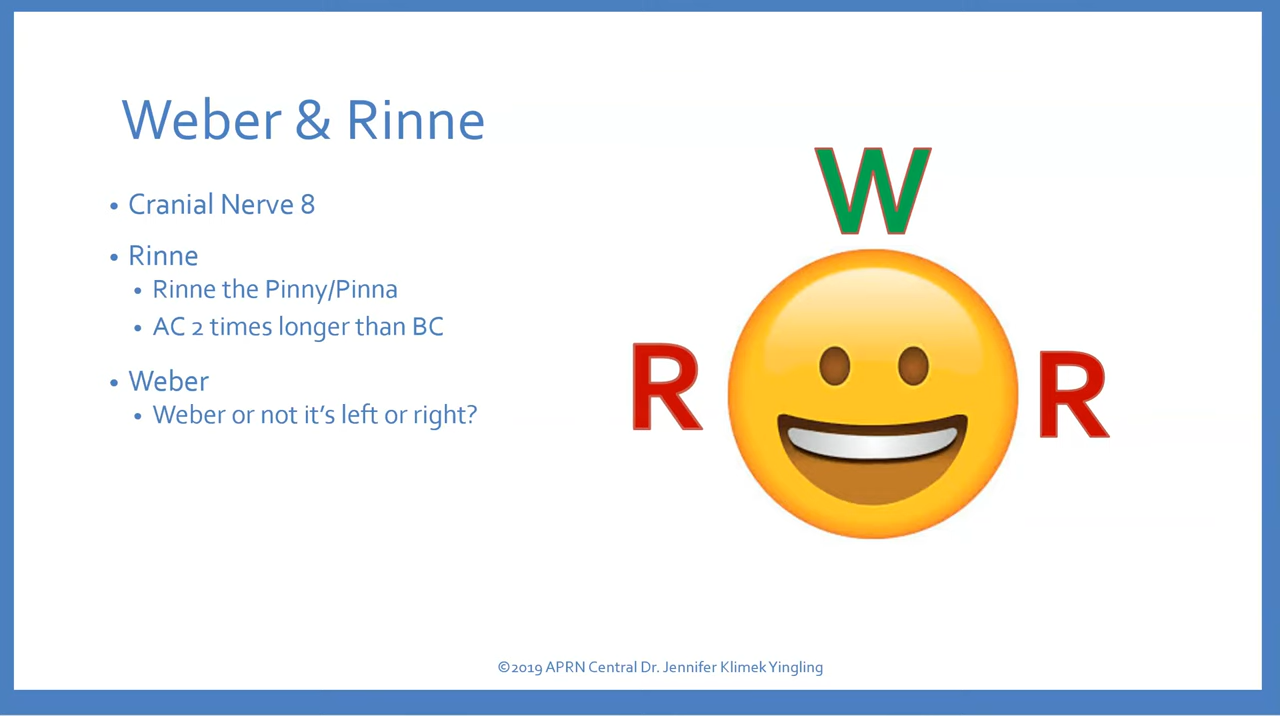 Weber & Rinne
• Cranial Nerve 8
• Rinne
• Rinne the Pinny/Pinna
• AC 2 times longer than BC
• Weber
• Weber or not it's left or right?
W
R
R
©2019 APRN Central Dr. Jennifer Klimek Yingling